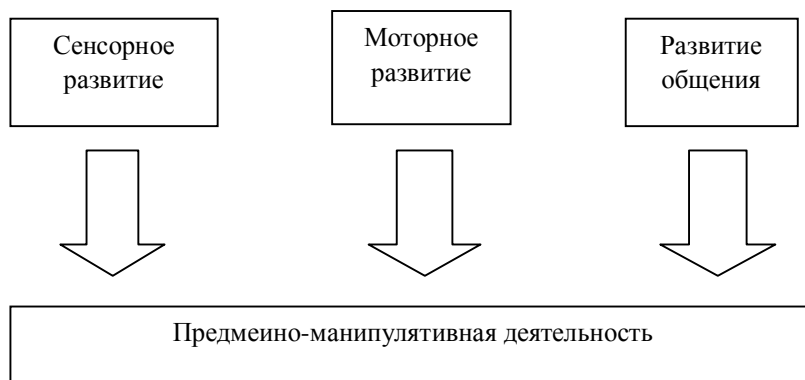 Сенсорное
развитие
Моторное
развитие
Развитие
общения
Предмеино-манипулятивная деятельность